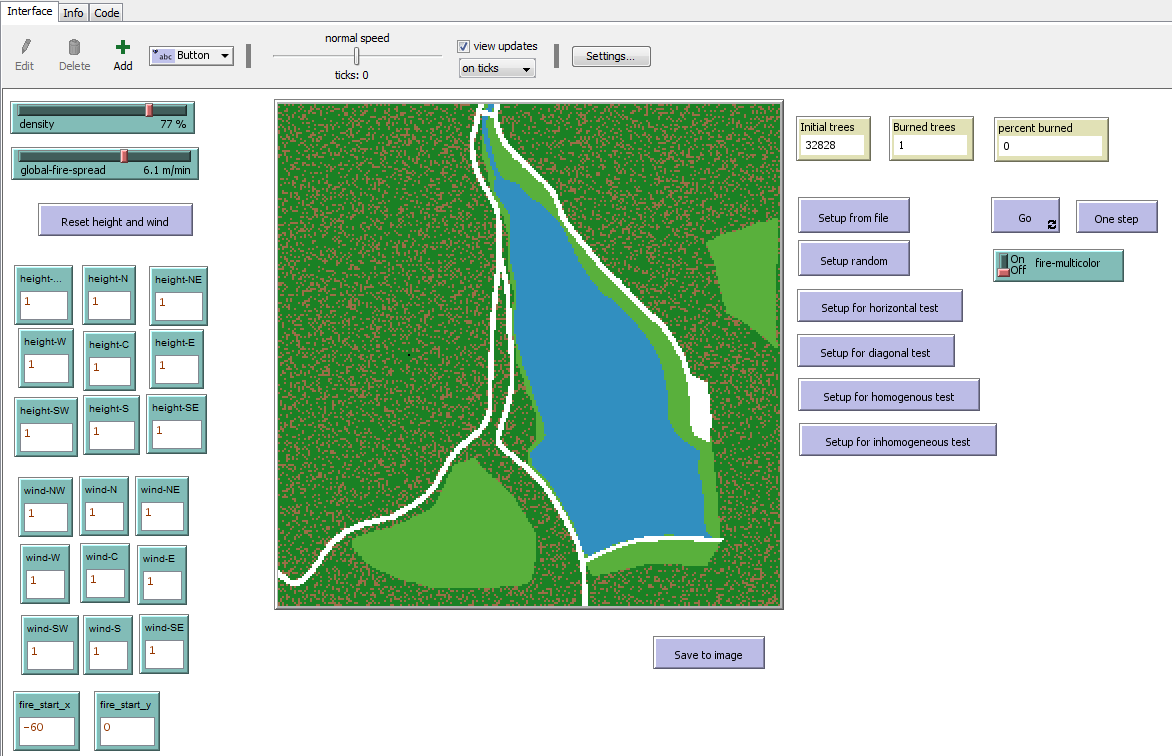 Interface Info Code
normal speed
Edit Delete Add abc Button view updates Settings...
ticks: 0 on ticks
density 77 %
global-fire-spread 6.1 m/min
Reset height and wind
height-... height-N height-NE
1 1 1
height-W height-C height-E
1 1 1
height-SW height-S height-SE
1 1 1
wind-NW wind-N wind-NE
1 1 1
wind-W wind-C wind-E
1 1 1
wind-SW wind-S wind-SE
1 1 1
fire_start_x fire_start_y
-60 0
Initial trees Burned trees percent burned
32828 1 0
Setup from file Go One step
Setup random On Off fire-multicolor
Setup for horizontal test
Setup for diagonal test
Setup for homogenous test
Setup for inhomogeneous test
Save to image